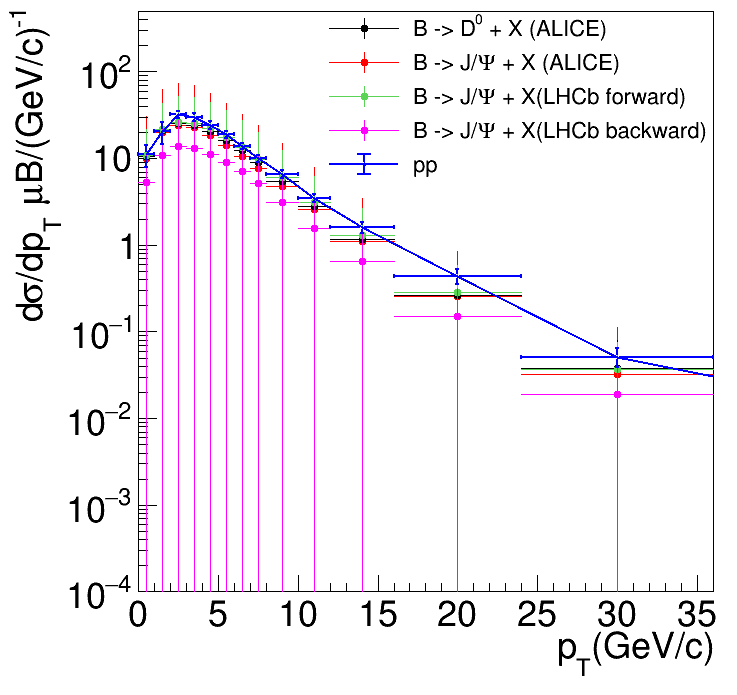 B -> D⁰ + X (ALICE)
B -> J/Ψ + X (ALICE)
B -> J/Ψ + X(LHCb forward)
B -> J/Ψ + X(LHCb backward)
pp
dσ/dp_T μB/(GeV/c)⁻¹
10²
10
1
10⁻¹
10⁻²
10⁻³
10⁻⁴
0 5 10 15 20 25 30 35
p_T(GeV/c)